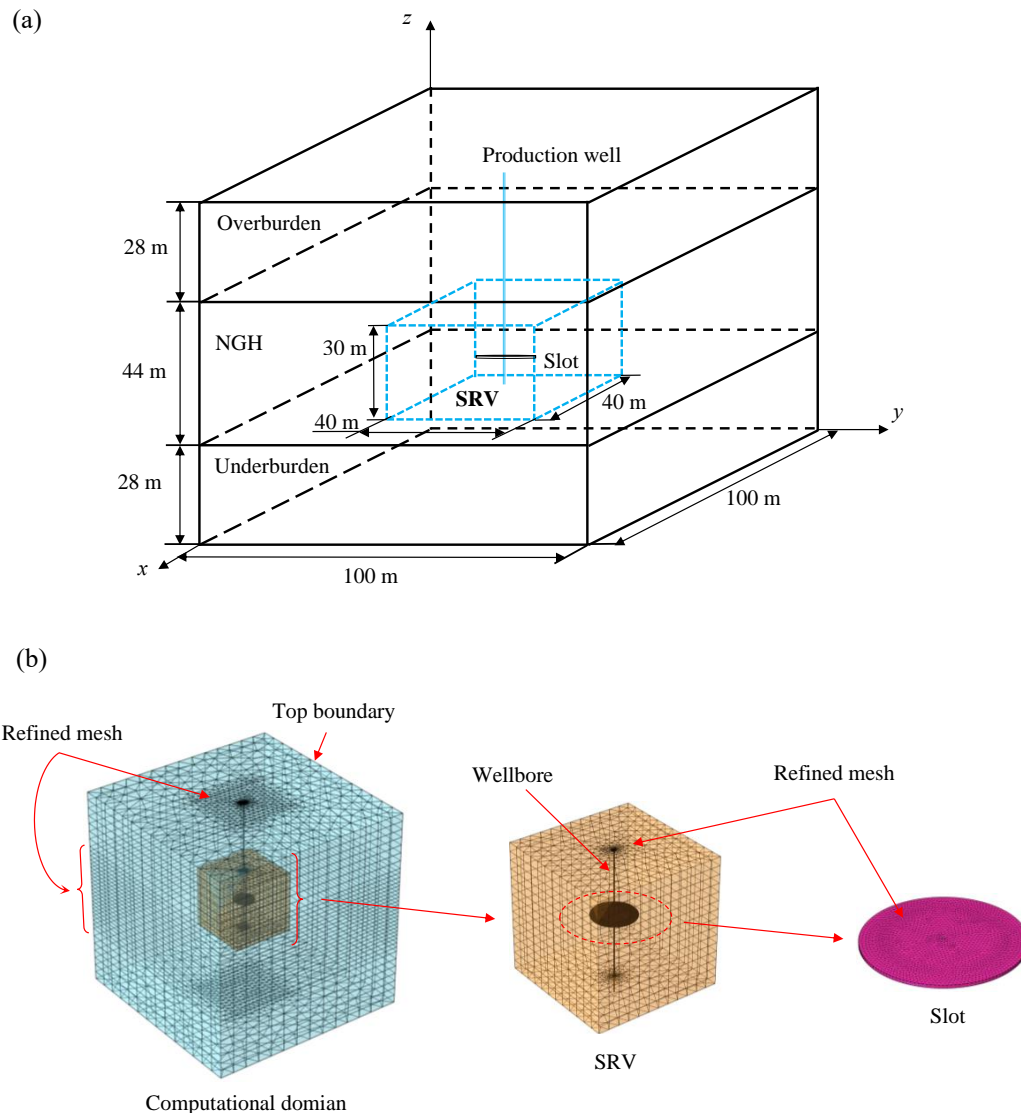 (a)
z
Production well
Overburden
28 m
NGH
30 m
Slot
44 m
SRV
40 m
40 m
y
Underburden
28 m
100 m
x
100 m
(b)
Top boundary
Refined mesh
Wellbore
Refined mesh
Slot
SRV
Computational domian